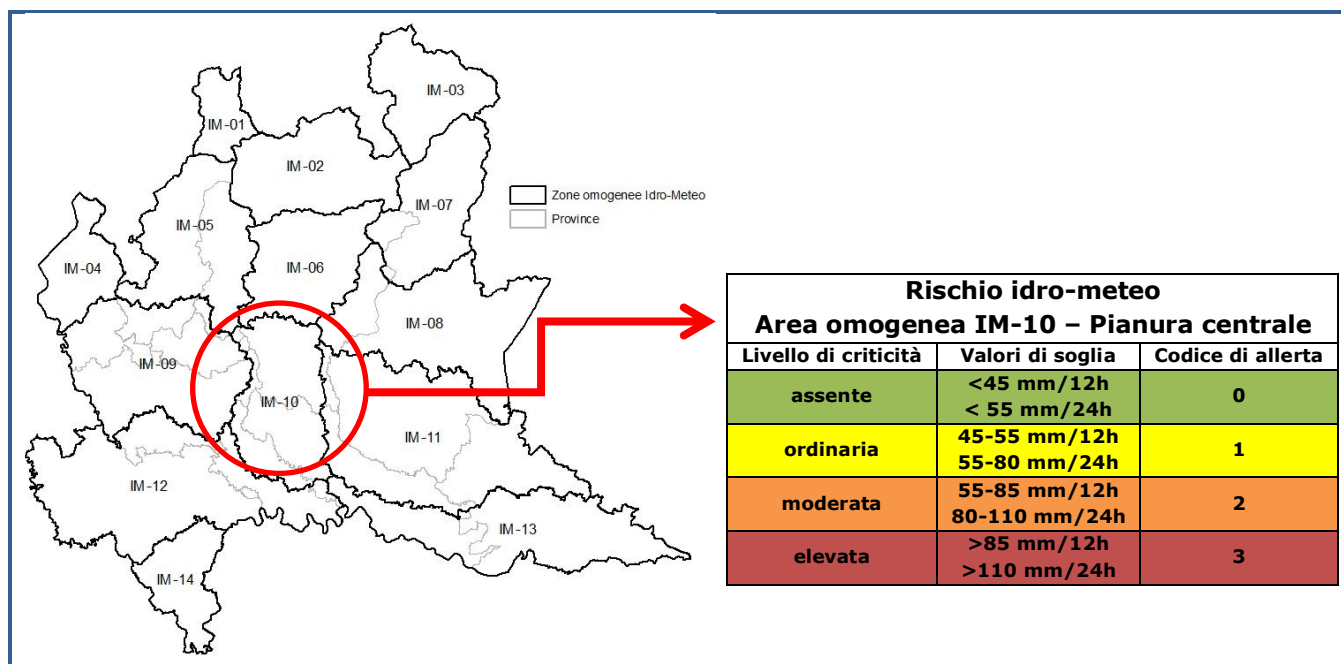 IM-03
IM-01
IM-02
Zone omogenee Idro-Meteo
Province
IM-07
IM-05
IM-04
IM-06
IM-08
IM-09
IM-10
IM-11
IM-12
IM-13
IM-14
Rischio idro-meteo
Area omogenea IM-10 – Pianura centrale
Livello di criticità Valori di soglia Codice di allerta
assente <45 mm/12h 0
< 55 mm/24h
ordinaria 45-55 mm/12h 1
55-80 mm/24h
moderata 55-85 mm/12h 2
80-110 mm/24h
elevata >85 mm/12h 3
>110 mm/24h